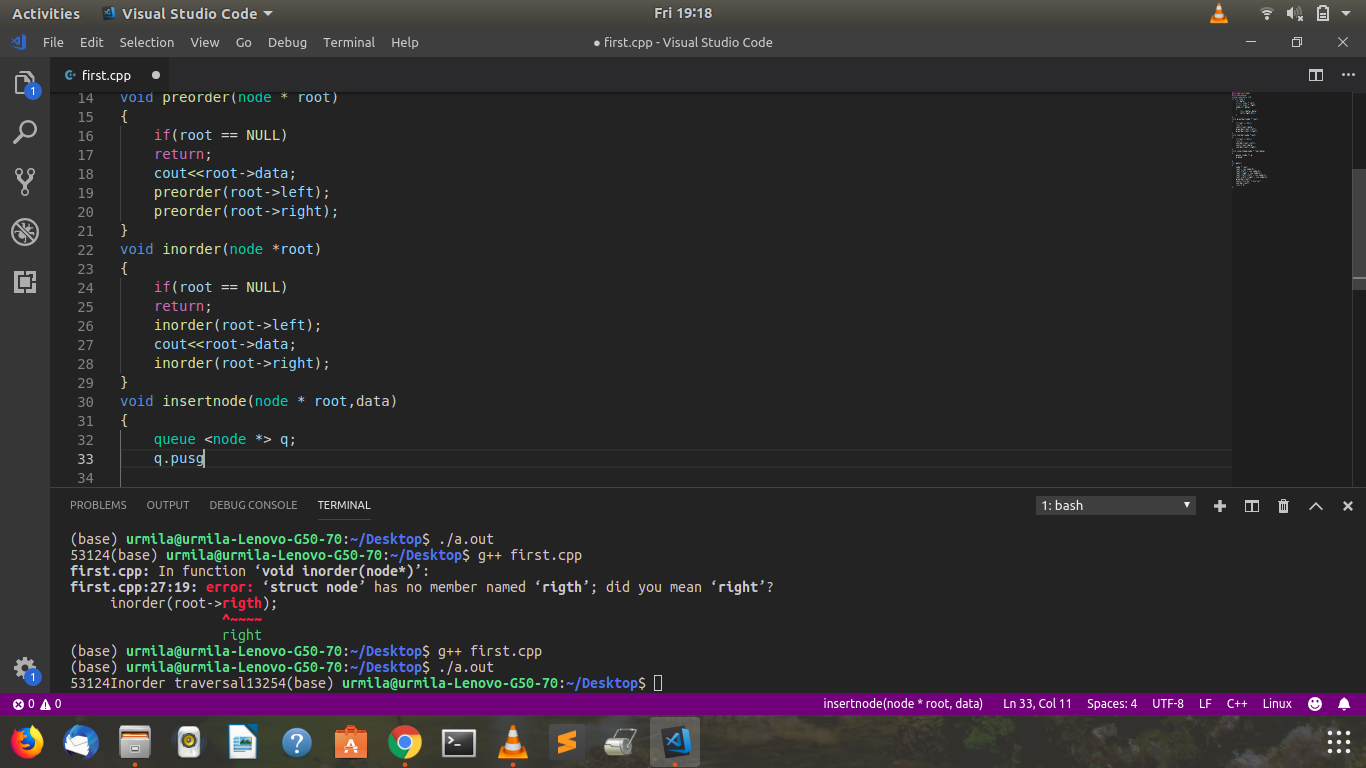 Activities Visual Studio Code Fri 19:18
File Edit Selection View Go Debug Terminal Help ● first.cpp - Visual Studio Code
1 first.cpp ●
14 void preorder(node * root)
15 {
16 if(root == NULL)
17 return;
18 cout<<root->data;
19 preorder(root->left);
20 preorder(root->right);
21 }
22 void inorder(node *root)
23 {
24 if(root == NULL)
25 return;
26 inorder(root->left);
27 cout<<root->data;
28 inorder(root->right);
29 }
30 void insertnode(node * root,data)
31 {
32 queue <node *> q;
33 q.pusg
34
PROBLEMS OUTPUT DEBUG CONSOLE TERMINAL 1: bash
(base) urmila@urmila-Lenovo-G50-70:~/Desktop$ ./a.out
53124(base) urmila@urmila-Lenovo-G50-70:~/Desktop$ g++ first.cpp
first.cpp: In function ‘void inorder(node*)’:
first.cpp:27:19: error: ‘struct node’ has no member named ‘rigth’; did you mean ‘right’?
inorder(root->rigth);
^~~~~
right
(base) urmila@urmila-Lenovo-G50-70:~/Desktop$ g++ first.cpp
(base) urmila@urmila-Lenovo-G50-70:~/Desktop$ ./a.out
53124Inorder traversal13254(base) urmila@urmila-Lenovo-G50-70:~/Desktop$
1
0 0 insertnode(node * root, data) Ln 33, Col 11 Spaces: 4 UTF-8 LF C++ Linux